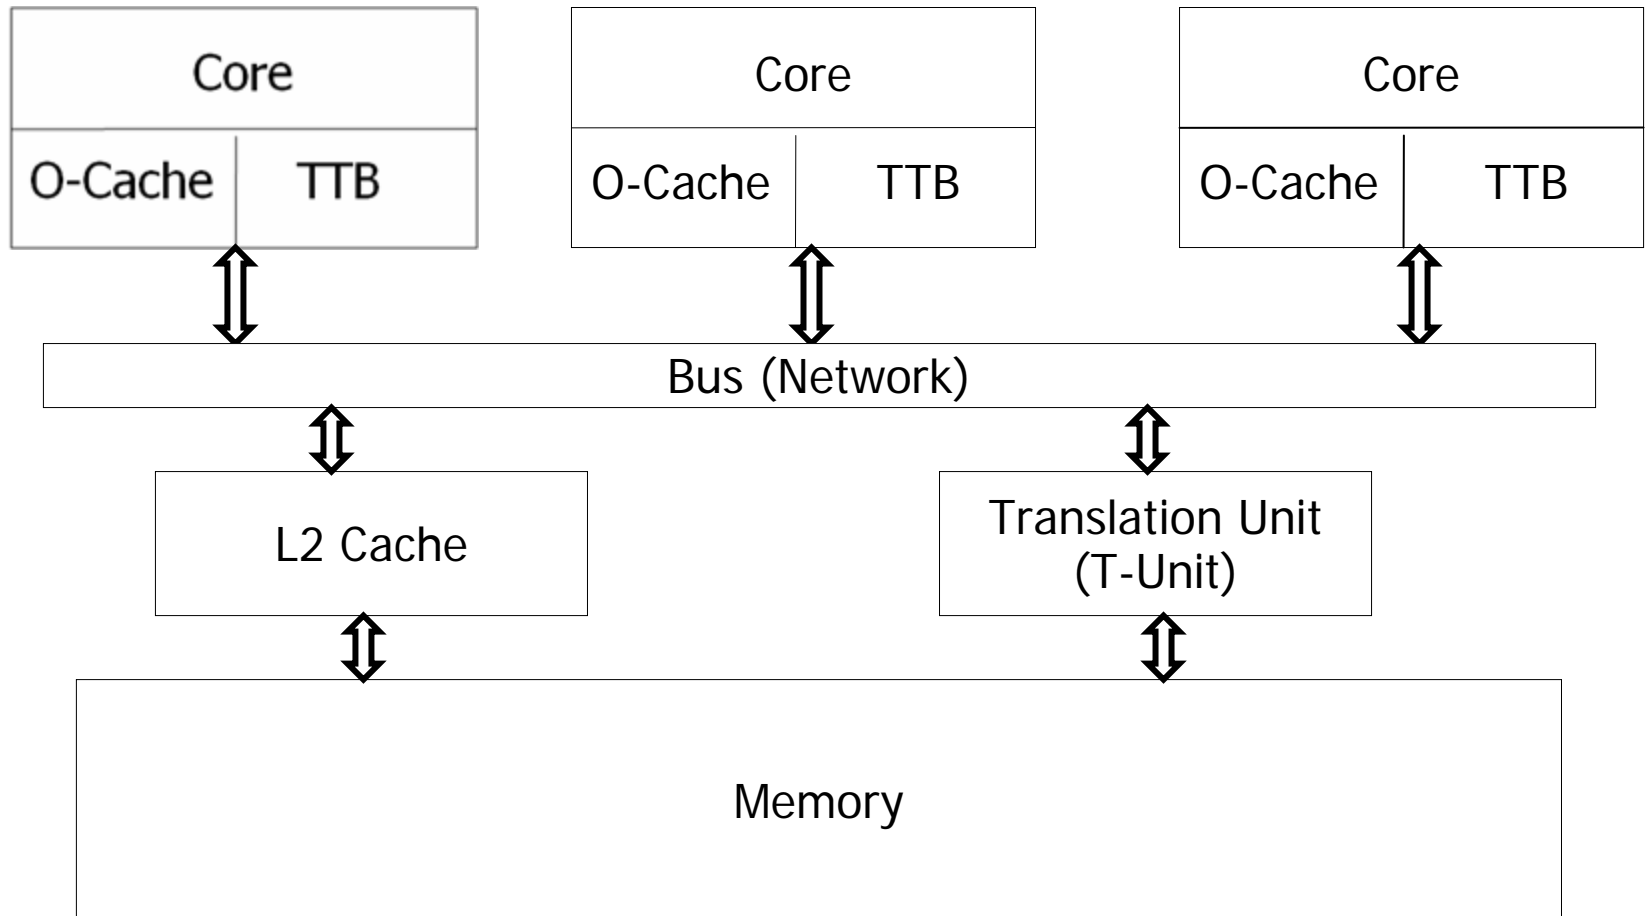 Core
Core
Core
O-Cache
TTB
O-Cache
TTB
O-Cache
TTB
Bus (Network)
L2 Cache
Translation Unit
(T-Unit)
Memory